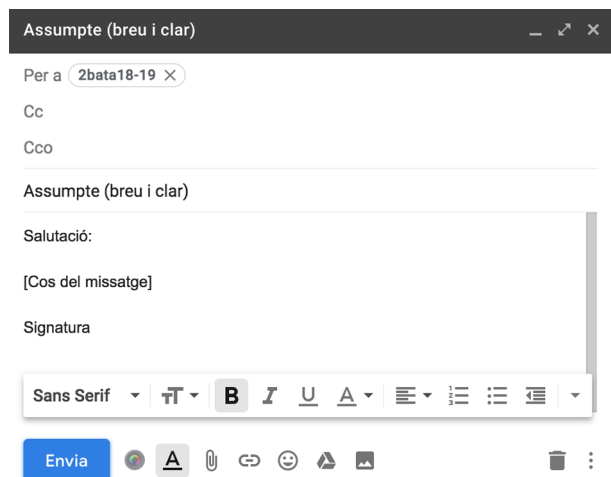 Assumpte (breu i clar)
Per a 2bata18-19
Cc
Cco
Assumpte (breu i clar)
Salutació:
[Cos del missatge]
Signatura
Sans Serif B I U A
Envia A